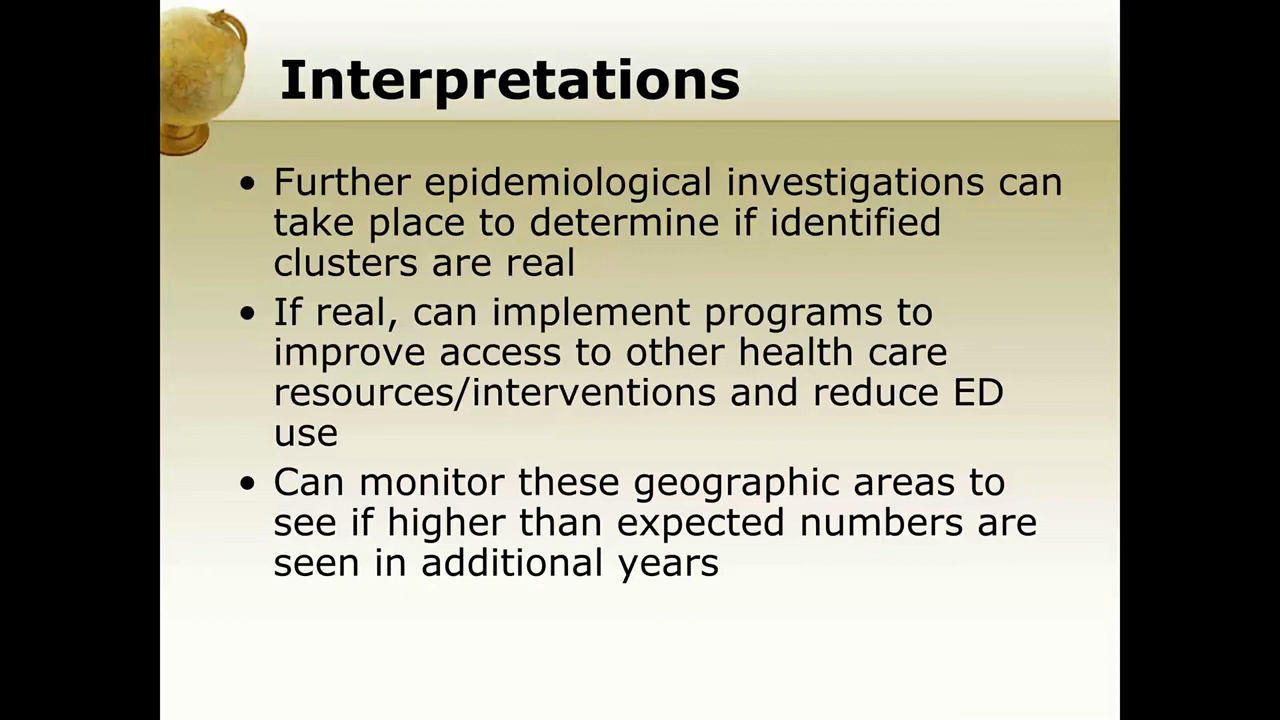 Interpretations
• Further epidemiological investigations can
take place to determine if identified
clusters are real
• If real, can implement programs to
improve access to other health care
resources/interventions and reduce ED
use
• Can monitor these geographic areas to
see if higher than expected numbers are
seen in additional years